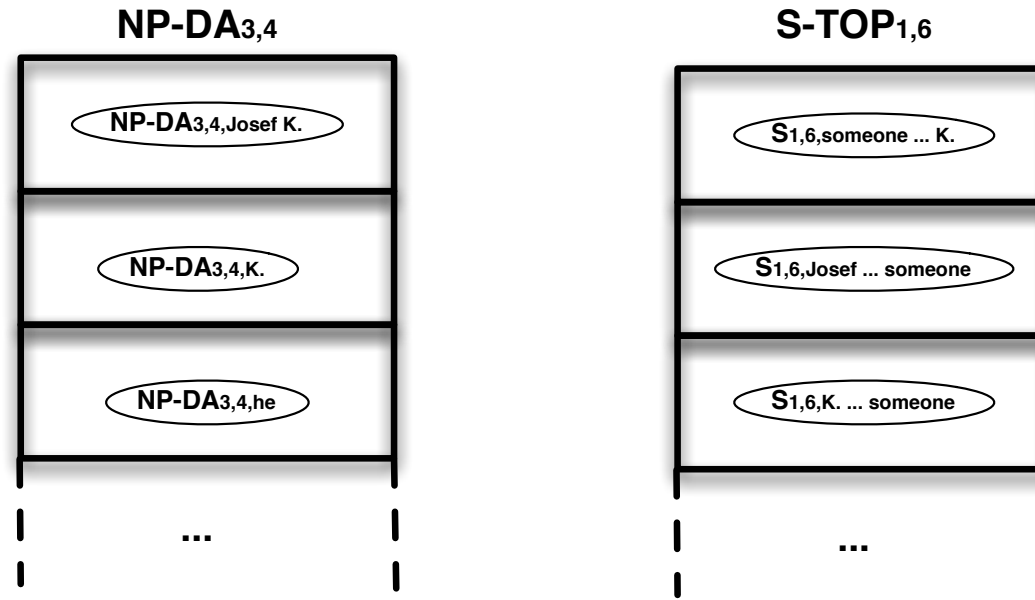 NP-DA3,4
NP-DA3,4,Josef K.
NP-DA3,4,K.
NP-DA3,4,he
...
S-TOP1,6
S1,6,someone ... K.
S1,6,Josef ... someone
S1,6,K. ... someone
...